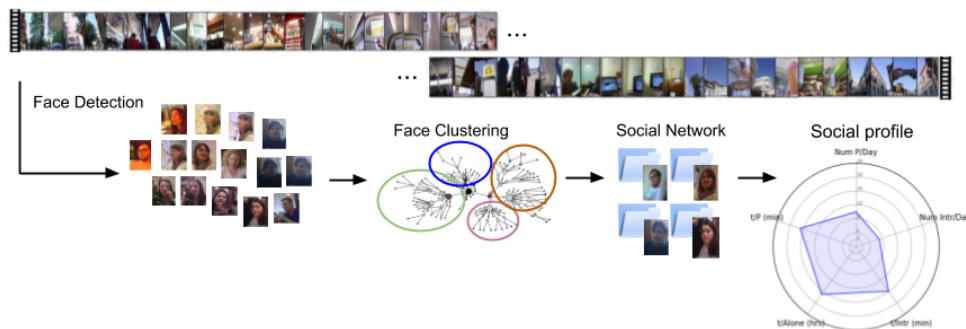 ...
...
Face Detection
Face Clustering
Social Network
Social profile
Num P/Day
t/P (min)
Num Intr/Da
t/Alone (hrs)
t/Intr (min)